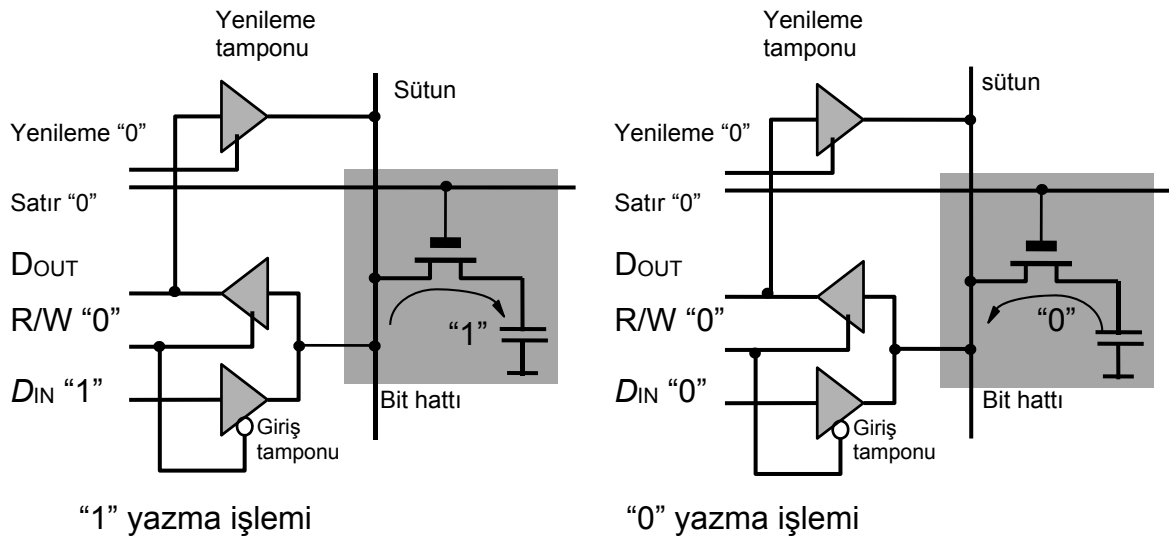 Yenileme
tamponu
Sütun
Yenileme “0”
Satır “0”
DOUT
R/W “0”
“1”
DIN “1”
Bit hattı
Giriş
tamponu
“1” yazma işlemi
Yenileme
tamponu
sütun
Yenileme “0”
Satır “0”
DOUT
R/W “0”
“0”
DIN “0”
Bit hattı
Giriş
tamponu
“0” yazma işlemi